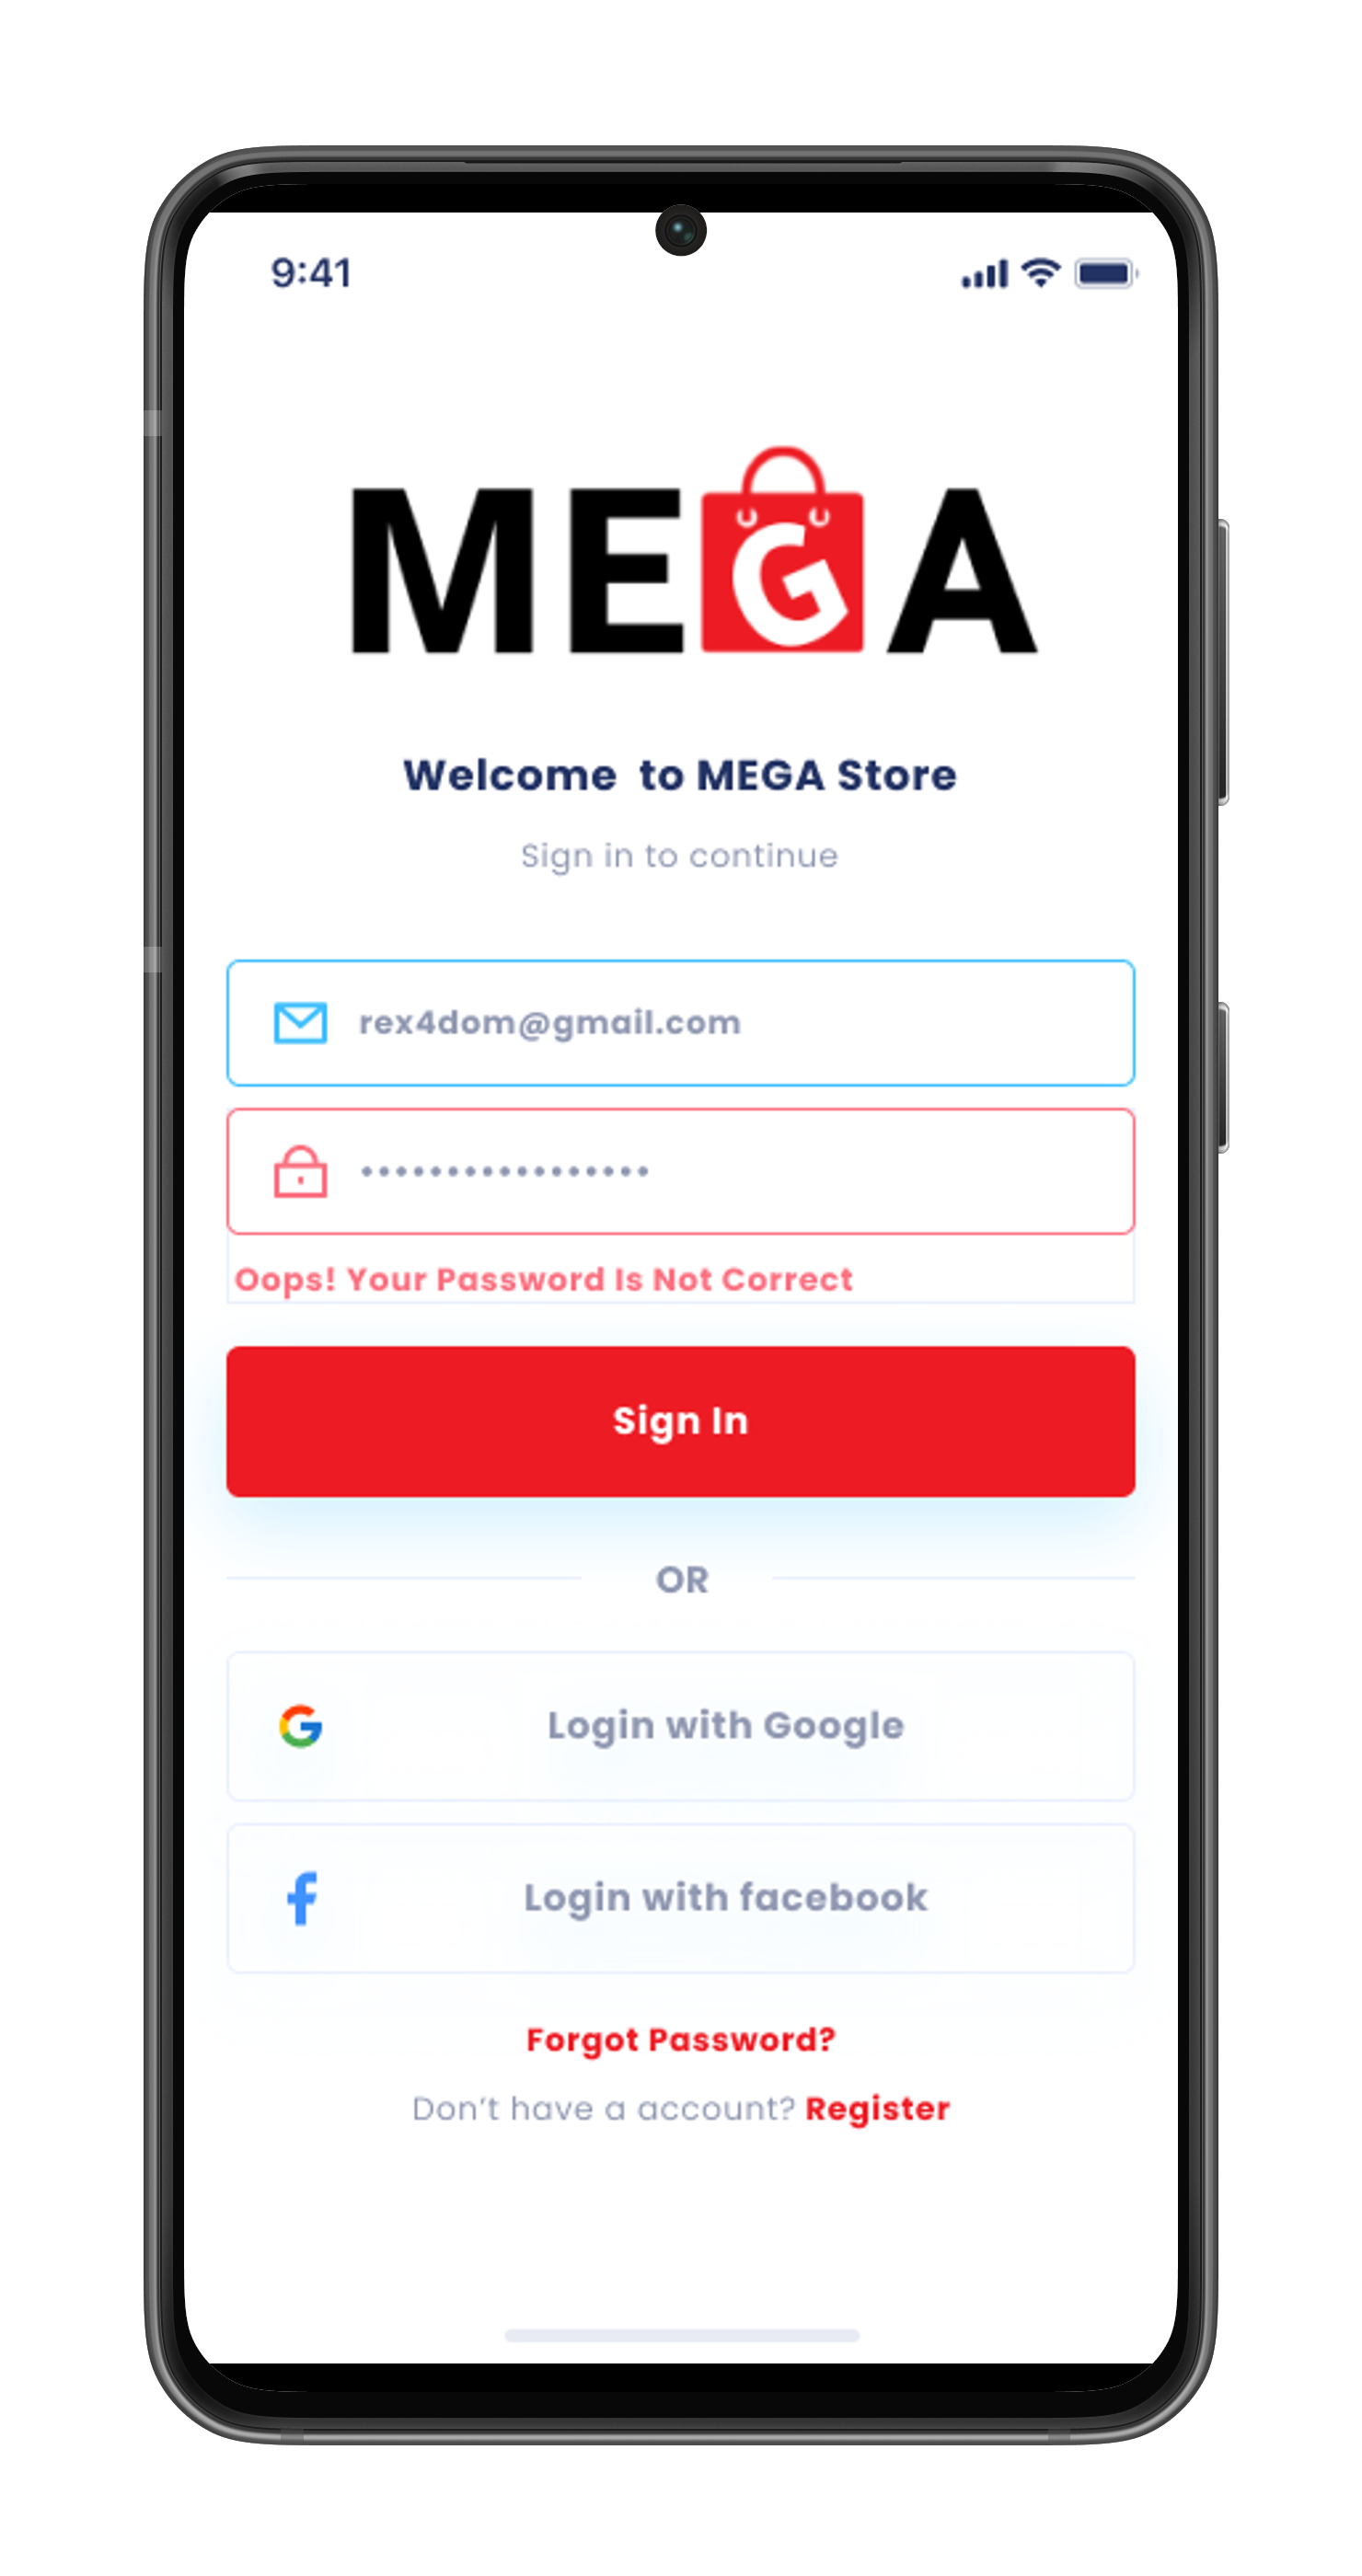 9:41
MEGA
Welcome to MEGA Store
Sign in to continue
rex4dom@gmail.com
•••••••••••••••••
Oops! Your Password Is Not Correct
Sign In
OR
Login with Google
Login with facebook
Forgot Password?
Don't have a account? Register